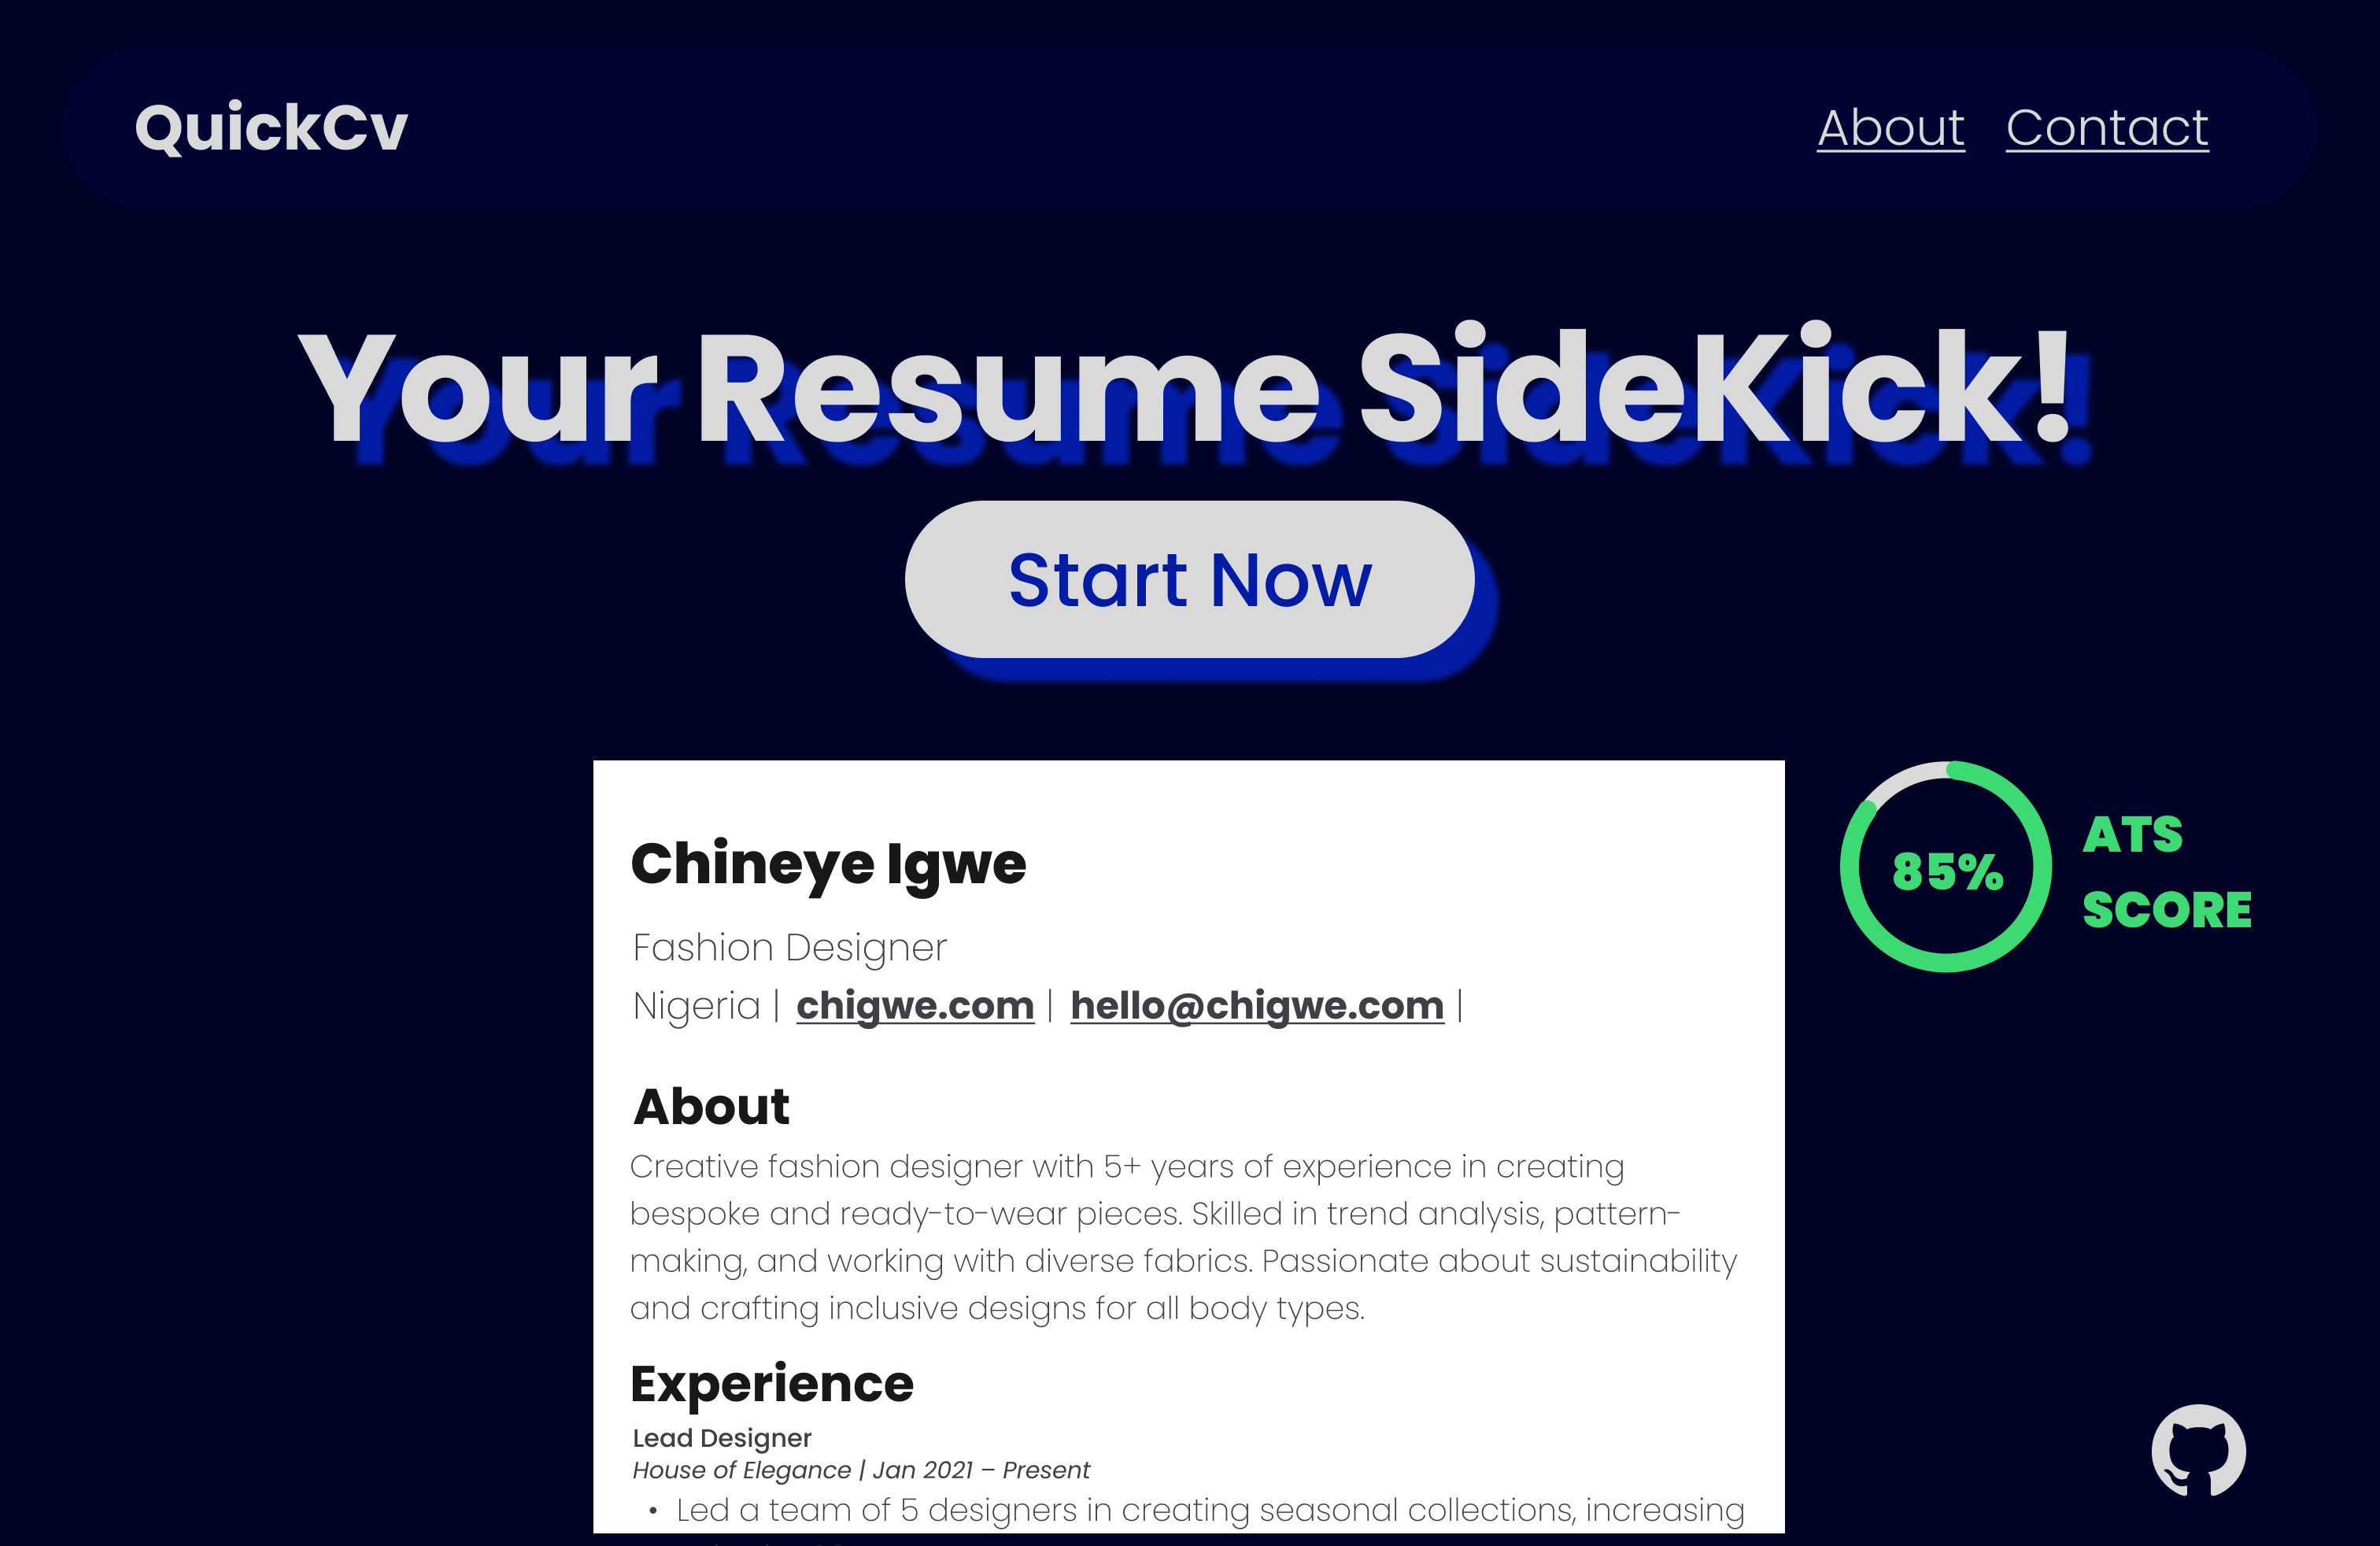 QuickCv
About Contact
Your Resume SideKick!
Start Now
Chineye Igwe
Fashion Designer
Nigeria | chigwe.com | hello@chigwe.com |
About
Creative fashion designer with 5+ years of experience in creating
bespoke and ready-to-wear pieces. Skilled in trend analysis, pattern-
making, and working with diverse fabrics. Passionate about sustainability
and crafting inclusive designs for all body types.
Experience
Lead Designer
House of Elegance | Jan 2021 – Present
• Led a team of 5 designers in creating seasonal collections, increasing
85%
ATS
SCORE